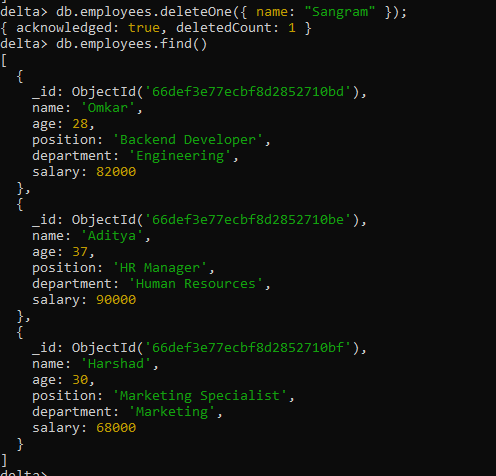 delta> db.employees.deleteOne({ name: "Sangram" });
{ acknowledged: true, deletedCount: 1 }
delta> db.employees.find()
[
  {
    _id: ObjectId('66def3e77ecbf8d2852710bd'),
    name: 'Omkar',
    age: 28,
    position: 'Backend Developer',
    department: 'Engineering',
    salary: 82000
  },
  {
    _id: ObjectId('66def3e77ecbf8d2852710be'),
    name: 'Aditya',
    age: 37,
    position: 'HR Manager',
    department: 'Human Resources',
    salary: 90000
  },
  {
    _id: ObjectId('66def3e77ecbf8d2852710bf'),
    name: 'Harshad',
    age: 30,
    position: 'Marketing Specialist',
    department: 'Marketing',
    salary: 68000
  }
]
delta>